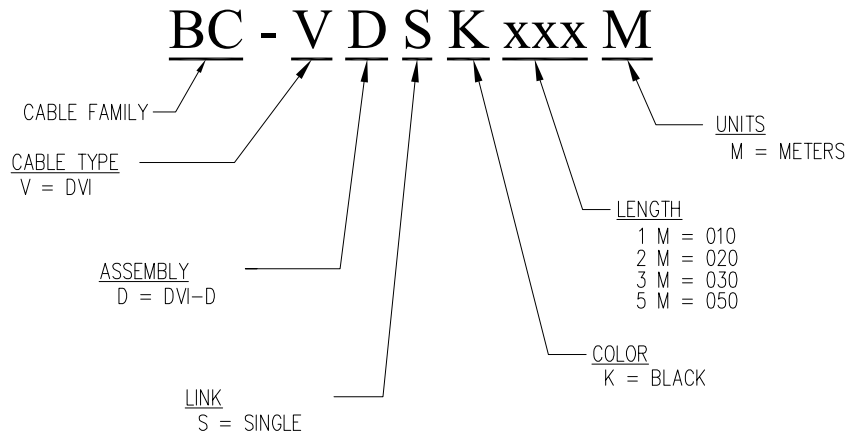 BC - V D S K xxx M
CABLE FAMILY
CABLE TYPE
V = DVI
ASSEMBLY
D = DVI-D
LINK
S = SINGLE
UNITS
M = METERS
LENGTH
1 M = 010
2 M = 020
3 M = 030
5 M = 050
COLOR
K = BLACK